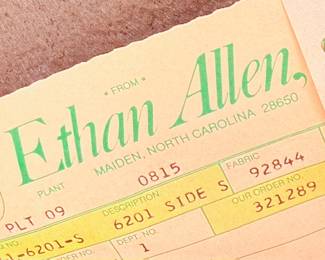 • FROM •
Ethan Allen,
MAIDEN, NORTH CAROLINA 28650
PLANT 0815 FABRIC
PLT 09 DESCRIPTION: 92844
-6201-S 6201 SIDE S OUR ORDER NO.
DEPT. NO. 321289
1